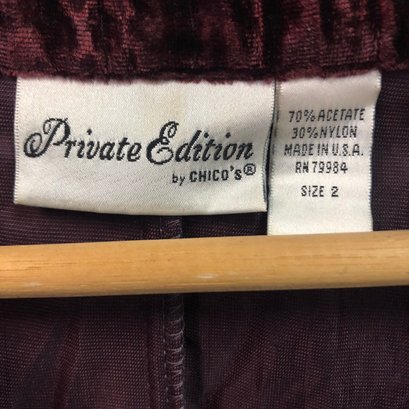 Private Edition
by CHICO'S®
70% ACETATE
30% NYLON
MADE IN U.S.A.
RN 79984
SIZE 2